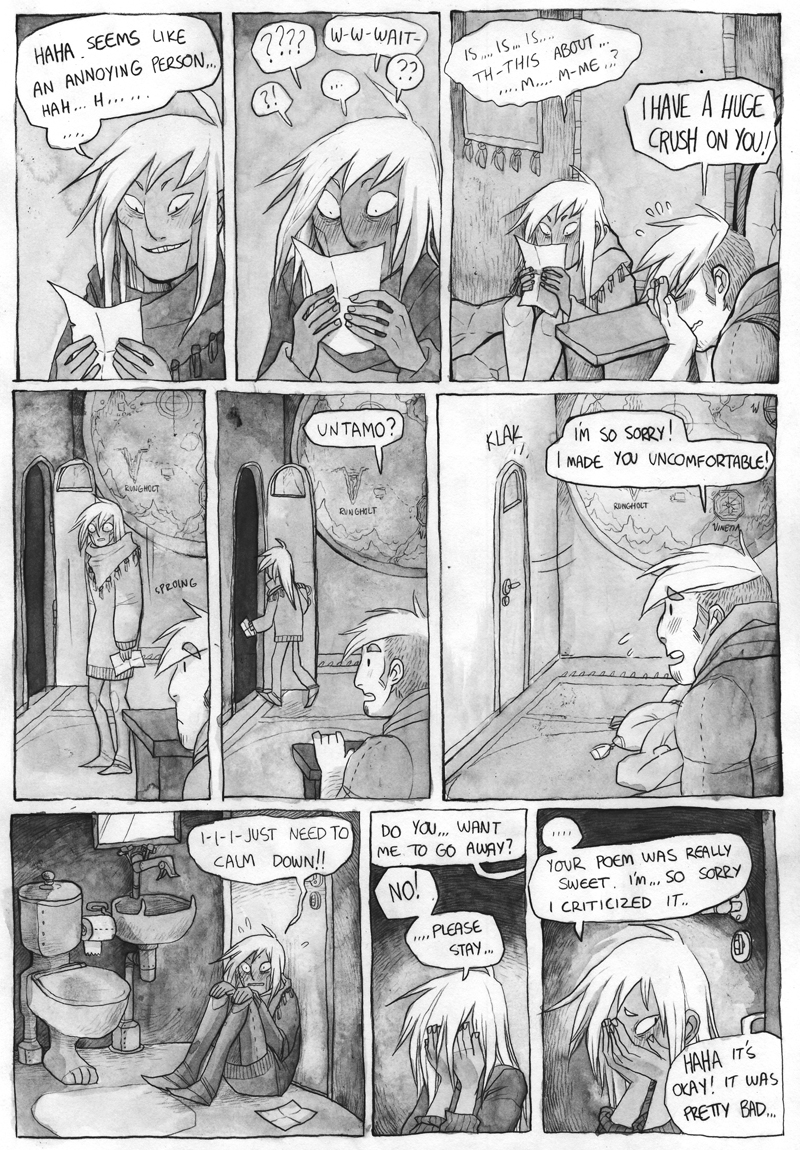 HAHA. SEEMS LIKE
AN ANNOYING PERSON...
HAH... H.....
....
????
W-W-WAIT-
?!
...
??
IS.... IS... IS....
TH-THIS ABOUT...
....M.... M-ME..?
I HAVE A HUGE
CRUSH ON YOU!
RUNGHOLT
SPROING
UNTAMO?
RUNGHOLT
KLAK
I'M SO SORRY!
I MADE YOU UNCOMFORTABLE!
RUNGHOLT
VINETA
I-I-I-JUST NEED TO
CALM DOWN!!
DO YOU... WANT
ME TO GO AWAY?
NO!
....PLEASE
STAY...
....
YOUR POEM WAS REALLY
SWEET. I'M... SO SORRY
I CRITICIZED IT..
HAHA IT'S
OKAY! IT WAS
PRETTY BAD...